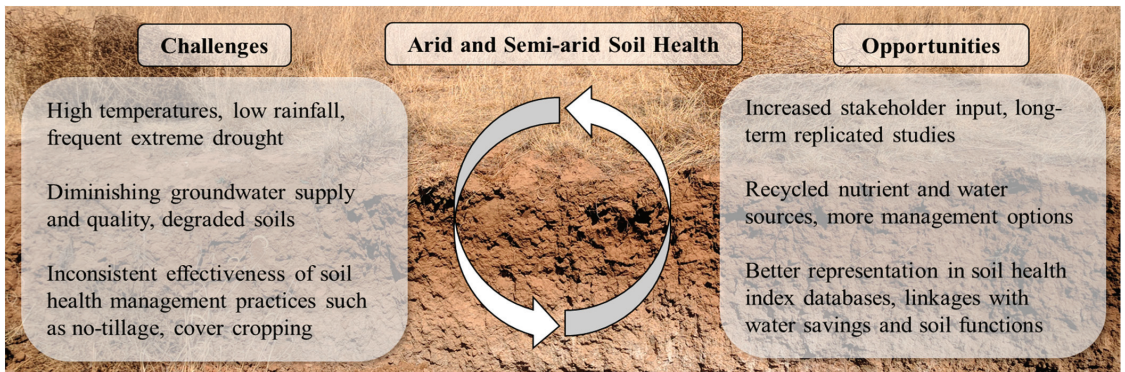 Challenges
Arid and Semi-arid Soil Health
Opportunities
High temperatures, low rainfall,
frequent extreme drought
Diminishing groundwater supply
and quality, degraded soils
Inconsistent effectiveness of soil
health management practices such
as no-tillage, cover cropping
Increased stakeholder input, long-
term replicated studies
Recycled nutrient and water
sources, more management options
Better representation in soil health
index databases, linkages with
water savings and soil functions